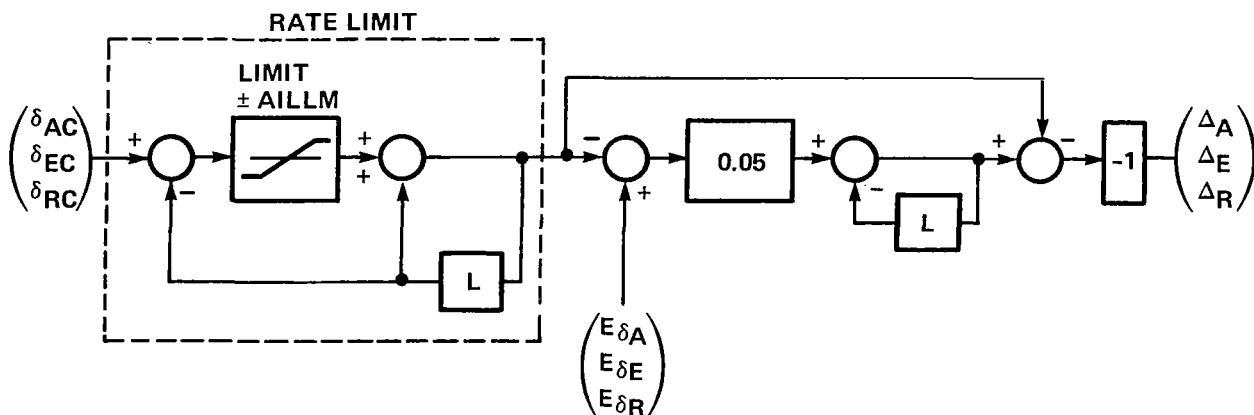 RATE LIMIT
LIMIT
± AILLM
δAC
δEC
δRC
+
−
+
+
L
−
+
0.05
+
−
L
+
−
-1
ΔA
ΔE
ΔR
EδA
EδE
EδR